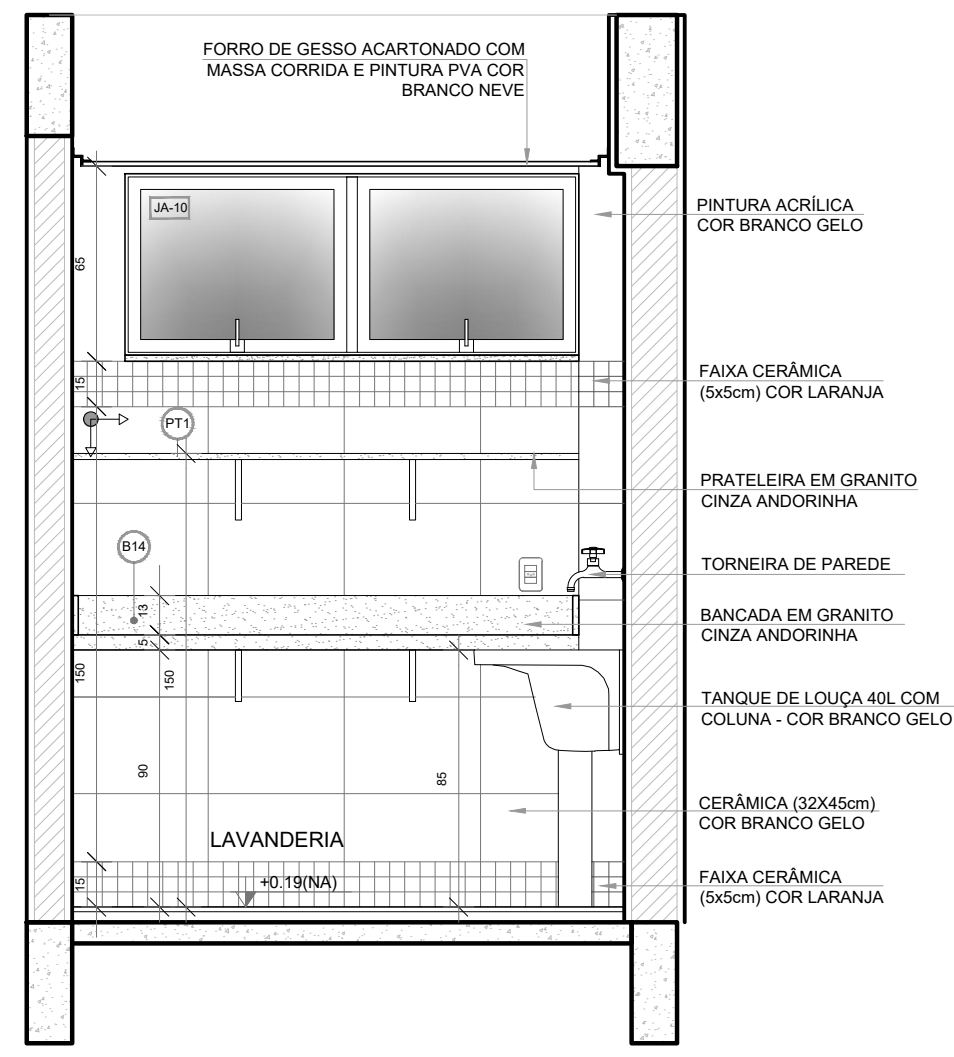 FORRO DE GESSO ACARTONADO COM
MASSA CORRIDA E PINTURA PVA COR
BRANCO NEVE
JA-10
PINTURA ACRÍLICA
COR BRANCO GELO
65
FAIXA CERÂMICA
(5x5cm) COR LARANJA
15
PT1
PRATELEIRA EM GRANITO
CINZA ANDORINHA
B14
TORNEIRA DE PAREDE
13
BANCADA EM GRANITO
CINZA ANDORINHA
5
150
150
TANQUE DE LOUÇA 40L COM
COLUNA - COR BRANCO GELO
90
85
CERÂMICA (32X45cm)
COR BRANCO GELO
LAVANDERIA
15
+0.19(NA)
FAIXA CERÂMICA
(5x5cm) COR LARANJA